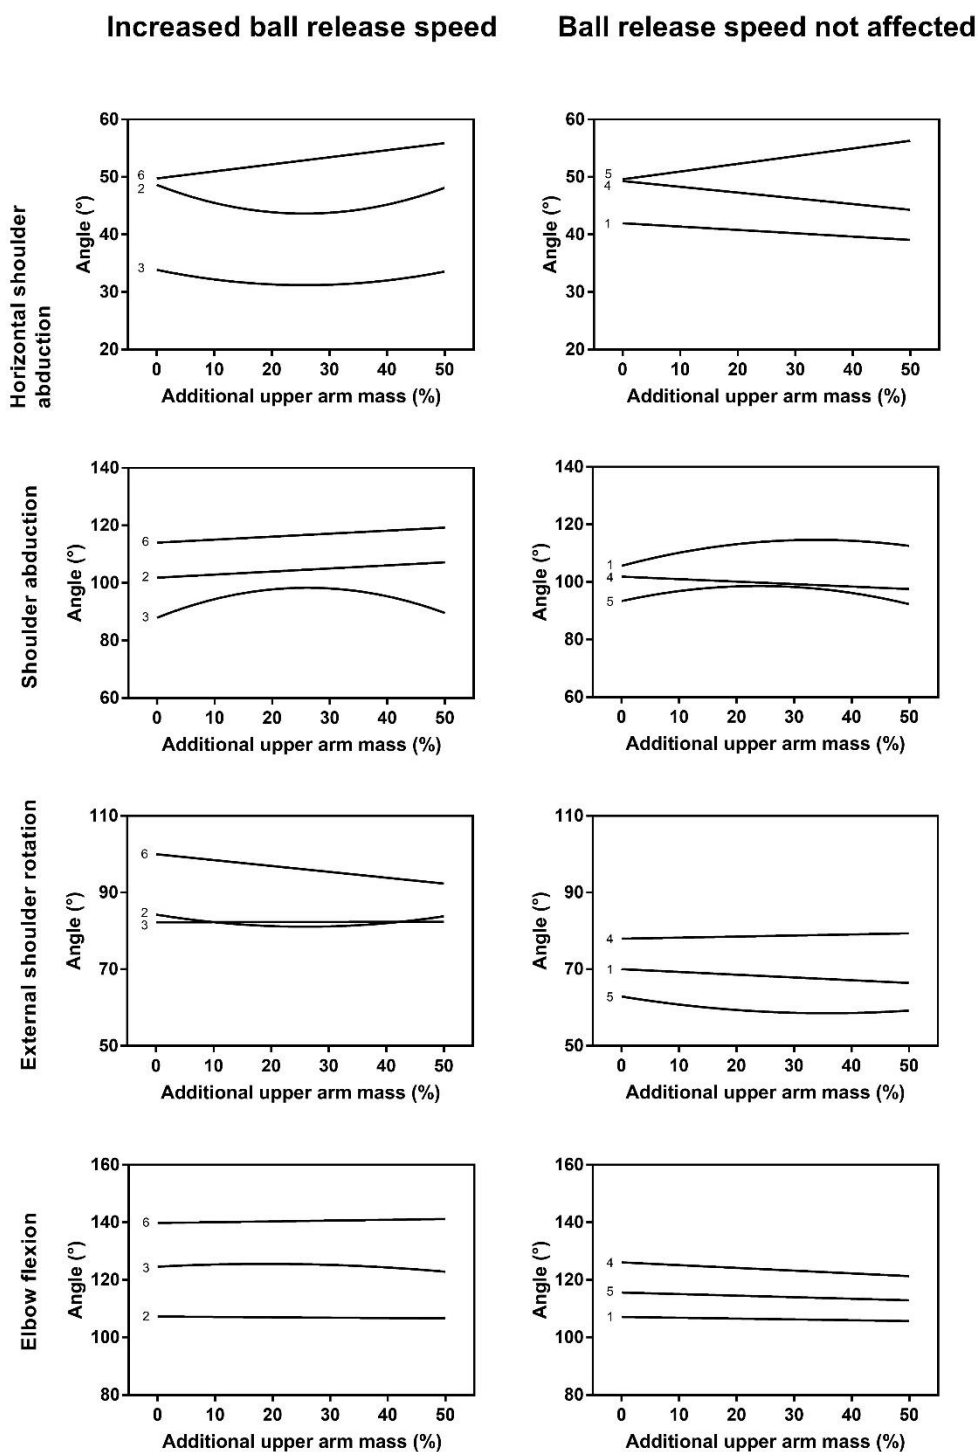 Increased ball release speed
Ball release speed not affected
Horizontal shoulder
abduction
Angle (°)
60
50
40
30
20
6
2
3
0 10 20 30 40 50
Additional upper arm mass (%)
Angle (°)
60
50
40
30
20
5
4
1
0 10 20 30 40 50
Additional upper arm mass (%)
Shoulder abduction
Angle (°)
140
120
100
80
60
6
2
3
0 10 20 30 40 50
Additional upper arm mass (%)
Angle (°)
140
120
100
80
60
1
4
5
0 10 20 30 40 50
Additional upper arm mass (%)
External shoulder rotation
Angle (°)
110
90
70
50
6
2
3
0 10 20 30 40 50
Additional upper arm mass (%)
Angle (°)
110
90
70
50
4
1
5
0 10 20 30 40 50
Additional upper arm mass (%)
Elbow flexion
Angle (°)
160
140
120
100
80
6
3
2
0 10 20 30 40 50
Additional upper arm mass (%)
Angle (°)
160
140
120
100
80
4
5
1
0 10 20 30 40 50
Additional upper arm mass (%)